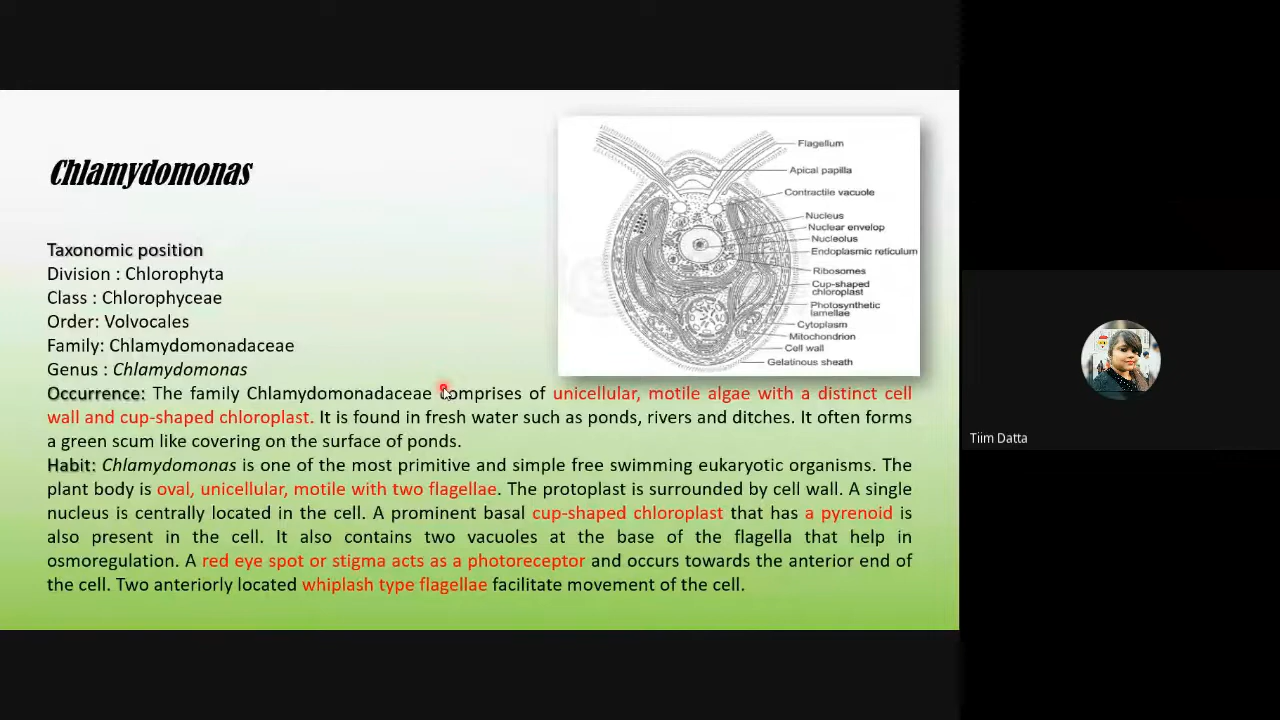 Chlamydomonas
Flagellum
Apical papilla
Contractile vacuole
Nucleus
Nuclear envelop
Nucleolus
Endoplasmic reticulum
Ribosomes
Cup-shaped
chloroplast
Photosynthetic
lamellae
Cytoplasm
Mitochondrion
Cell wall
Gelatinous sheath
Taxonomic position
Division : Chlorophyta
Class : Chlorophyceae
Order: Volvocales
Family: Chlamydomonadaceae
Genus : Chlamydomonas
Occurrence: The family Chlamydomonadaceae comprises of unicellular, motile algae with a distinct cell
wall and cup-shaped chloroplast. It is found in fresh water such as ponds, rivers and ditches. It often forms
a green scum like covering on the surface of ponds.
Habit: Chlamydomonas is one of the most primitive and simple free swimming eukaryotic organisms. The
plant body is oval, unicellular, motile with two flagellae. The protoplast is surrounded by cell wall. A single
nucleus is centrally located in the cell. A prominent basal cup-shaped chloroplast that has a pyrenoid is
also present in the cell. It also contains two vacuoles at the base of the flagella that help in
osmoregulation. A red eye spot or stigma acts as a photoreceptor and occurs towards the anterior end of
the cell. Two anteriorly located whiplash type flagellae facilitate movement of the cell.
Tiim Datta